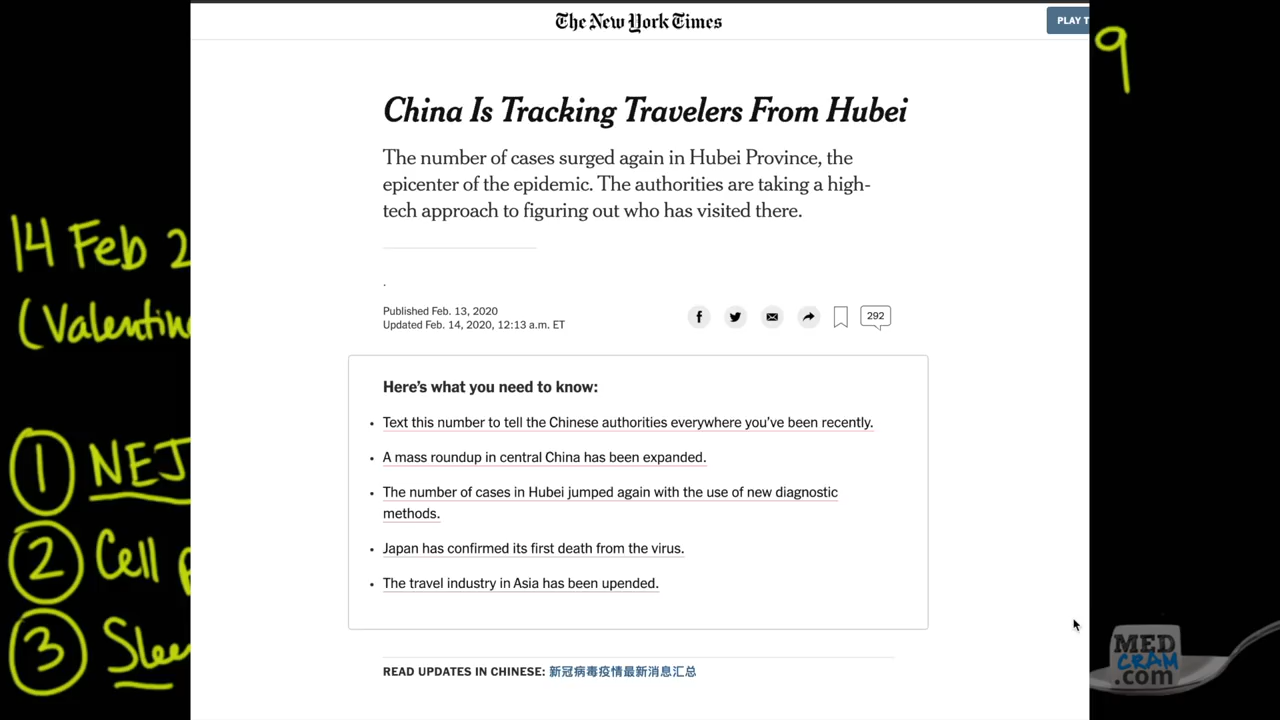 The New York Times
PLAY T
9
China Is Tracking Travelers From Hubei
The number of cases surged again in Hubei Province, the
epicenter of the epidemic. The authorities are taking a high-
tech approach to figuring out who has visited there.
14 Feb 2
(Valentin
.
Published Feb. 13, 2020
Updated Feb. 14, 2020, 12:13 a.m. ET
292
Here's what you need to know:
• Text this number to tell the Chinese authorities everywhere you've been recently.
• A mass roundup in central China has been expanded.
• The number of cases in Hubei jumped again with the use of new diagnostic
methods.
• Japan has confirmed its first death from the virus.
• The travel industry in Asia has been upended.
1 NEJ
2 Cell
3 Slee
READ UPDATES IN CHINESE: 新冠病毒疫情最新消息汇总
MED
CRAM
.com